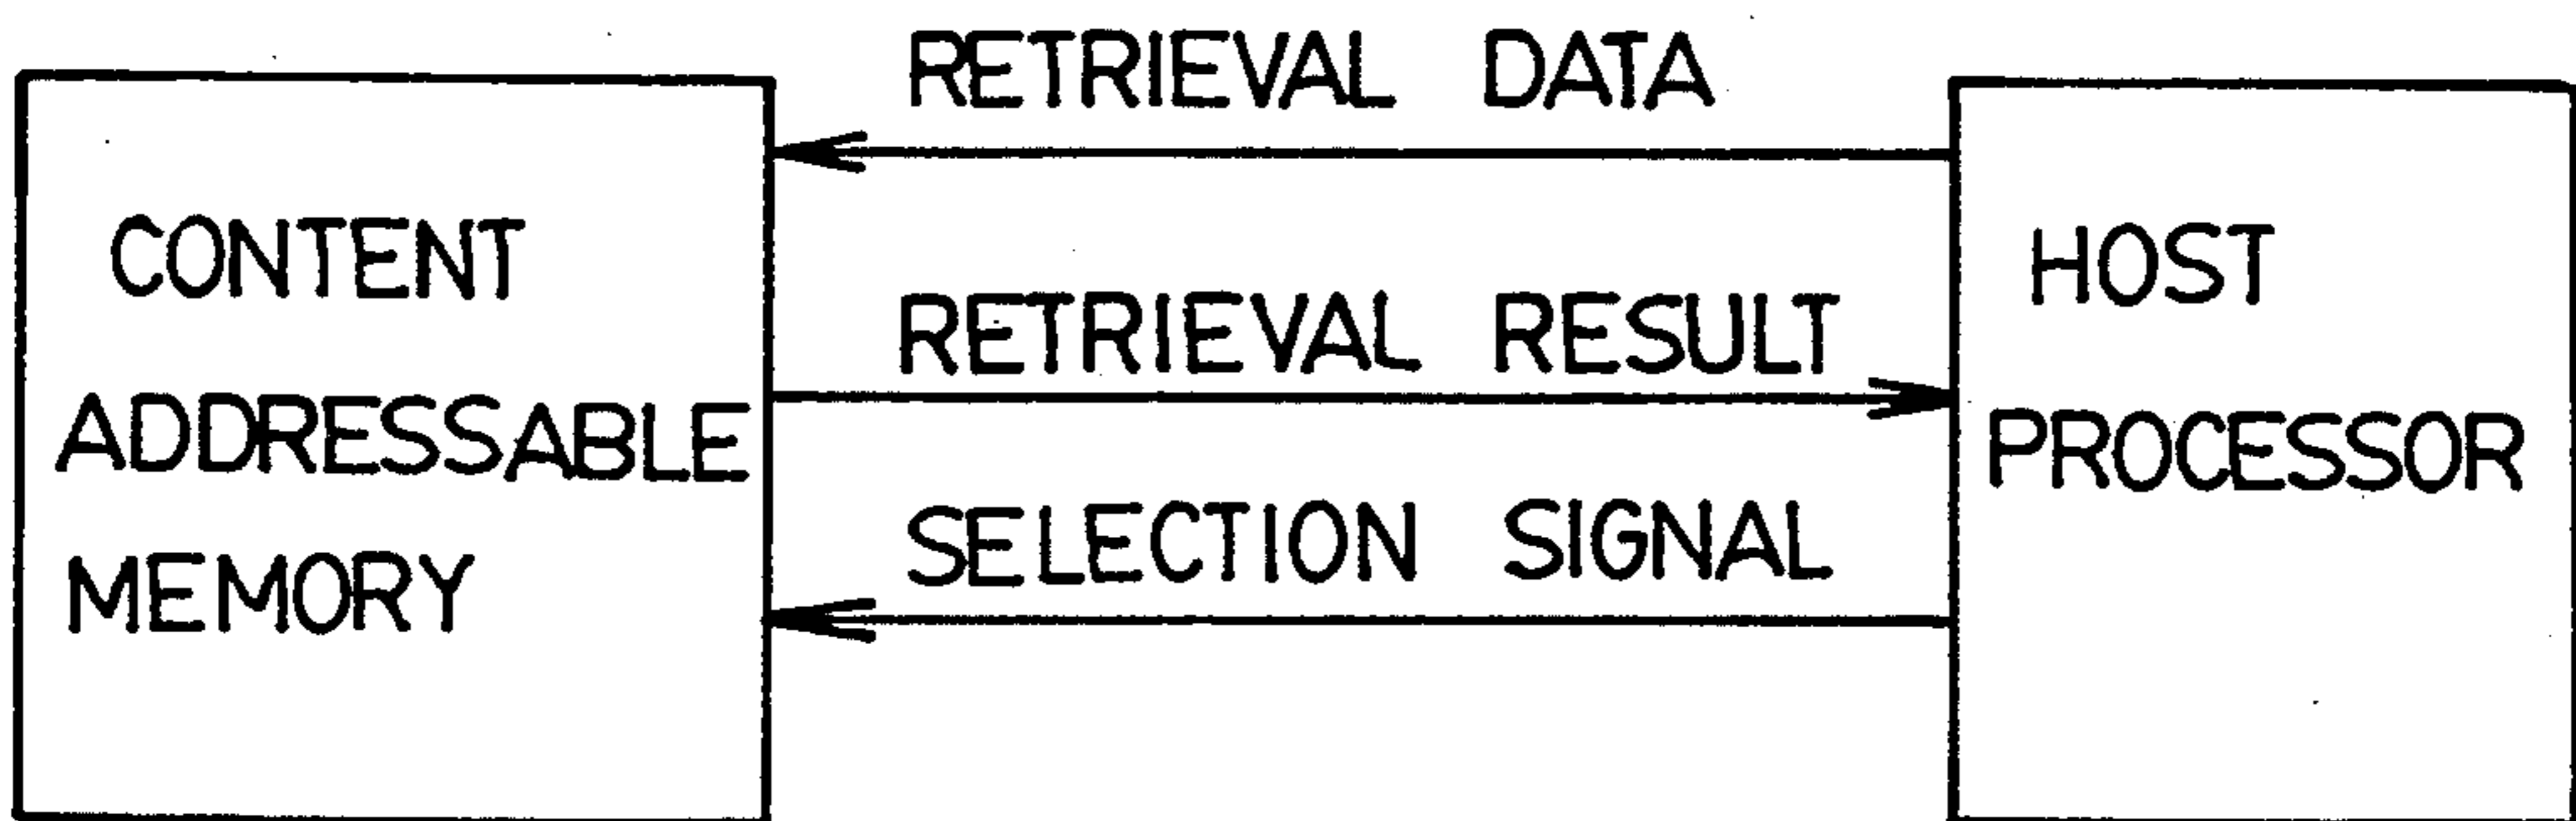 RETRIEVAL DATA
CONTENT
ADDRESSABLE
MEMORY
RETRIEVAL RESULT
SELECTION SIGNAL
HOST
PROCESSOR